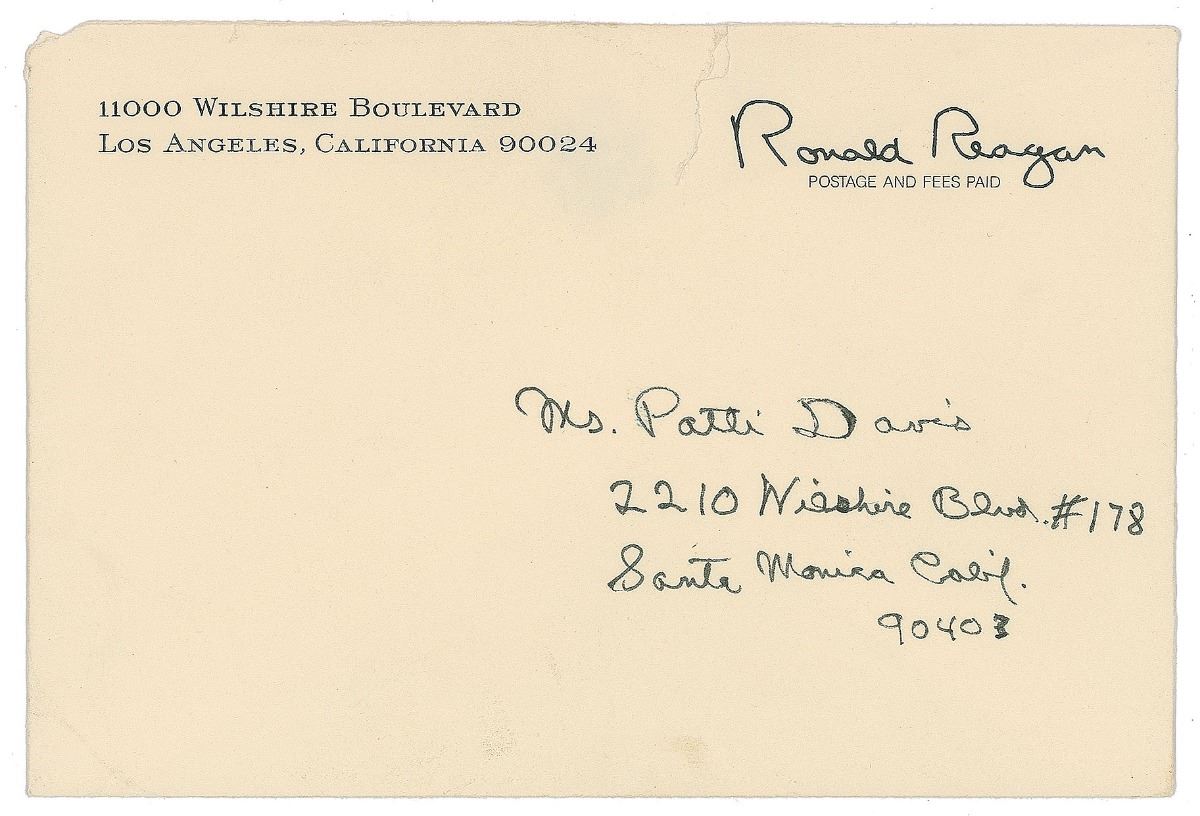 11000 Wilshire Boulevard
Los Angeles, California 90024
Ronald Reagan
POSTAGE AND FEES PAID
Ms. Patti Davis
2210 Wilshire Blvd. #178
Santa Monica Calif.
90403